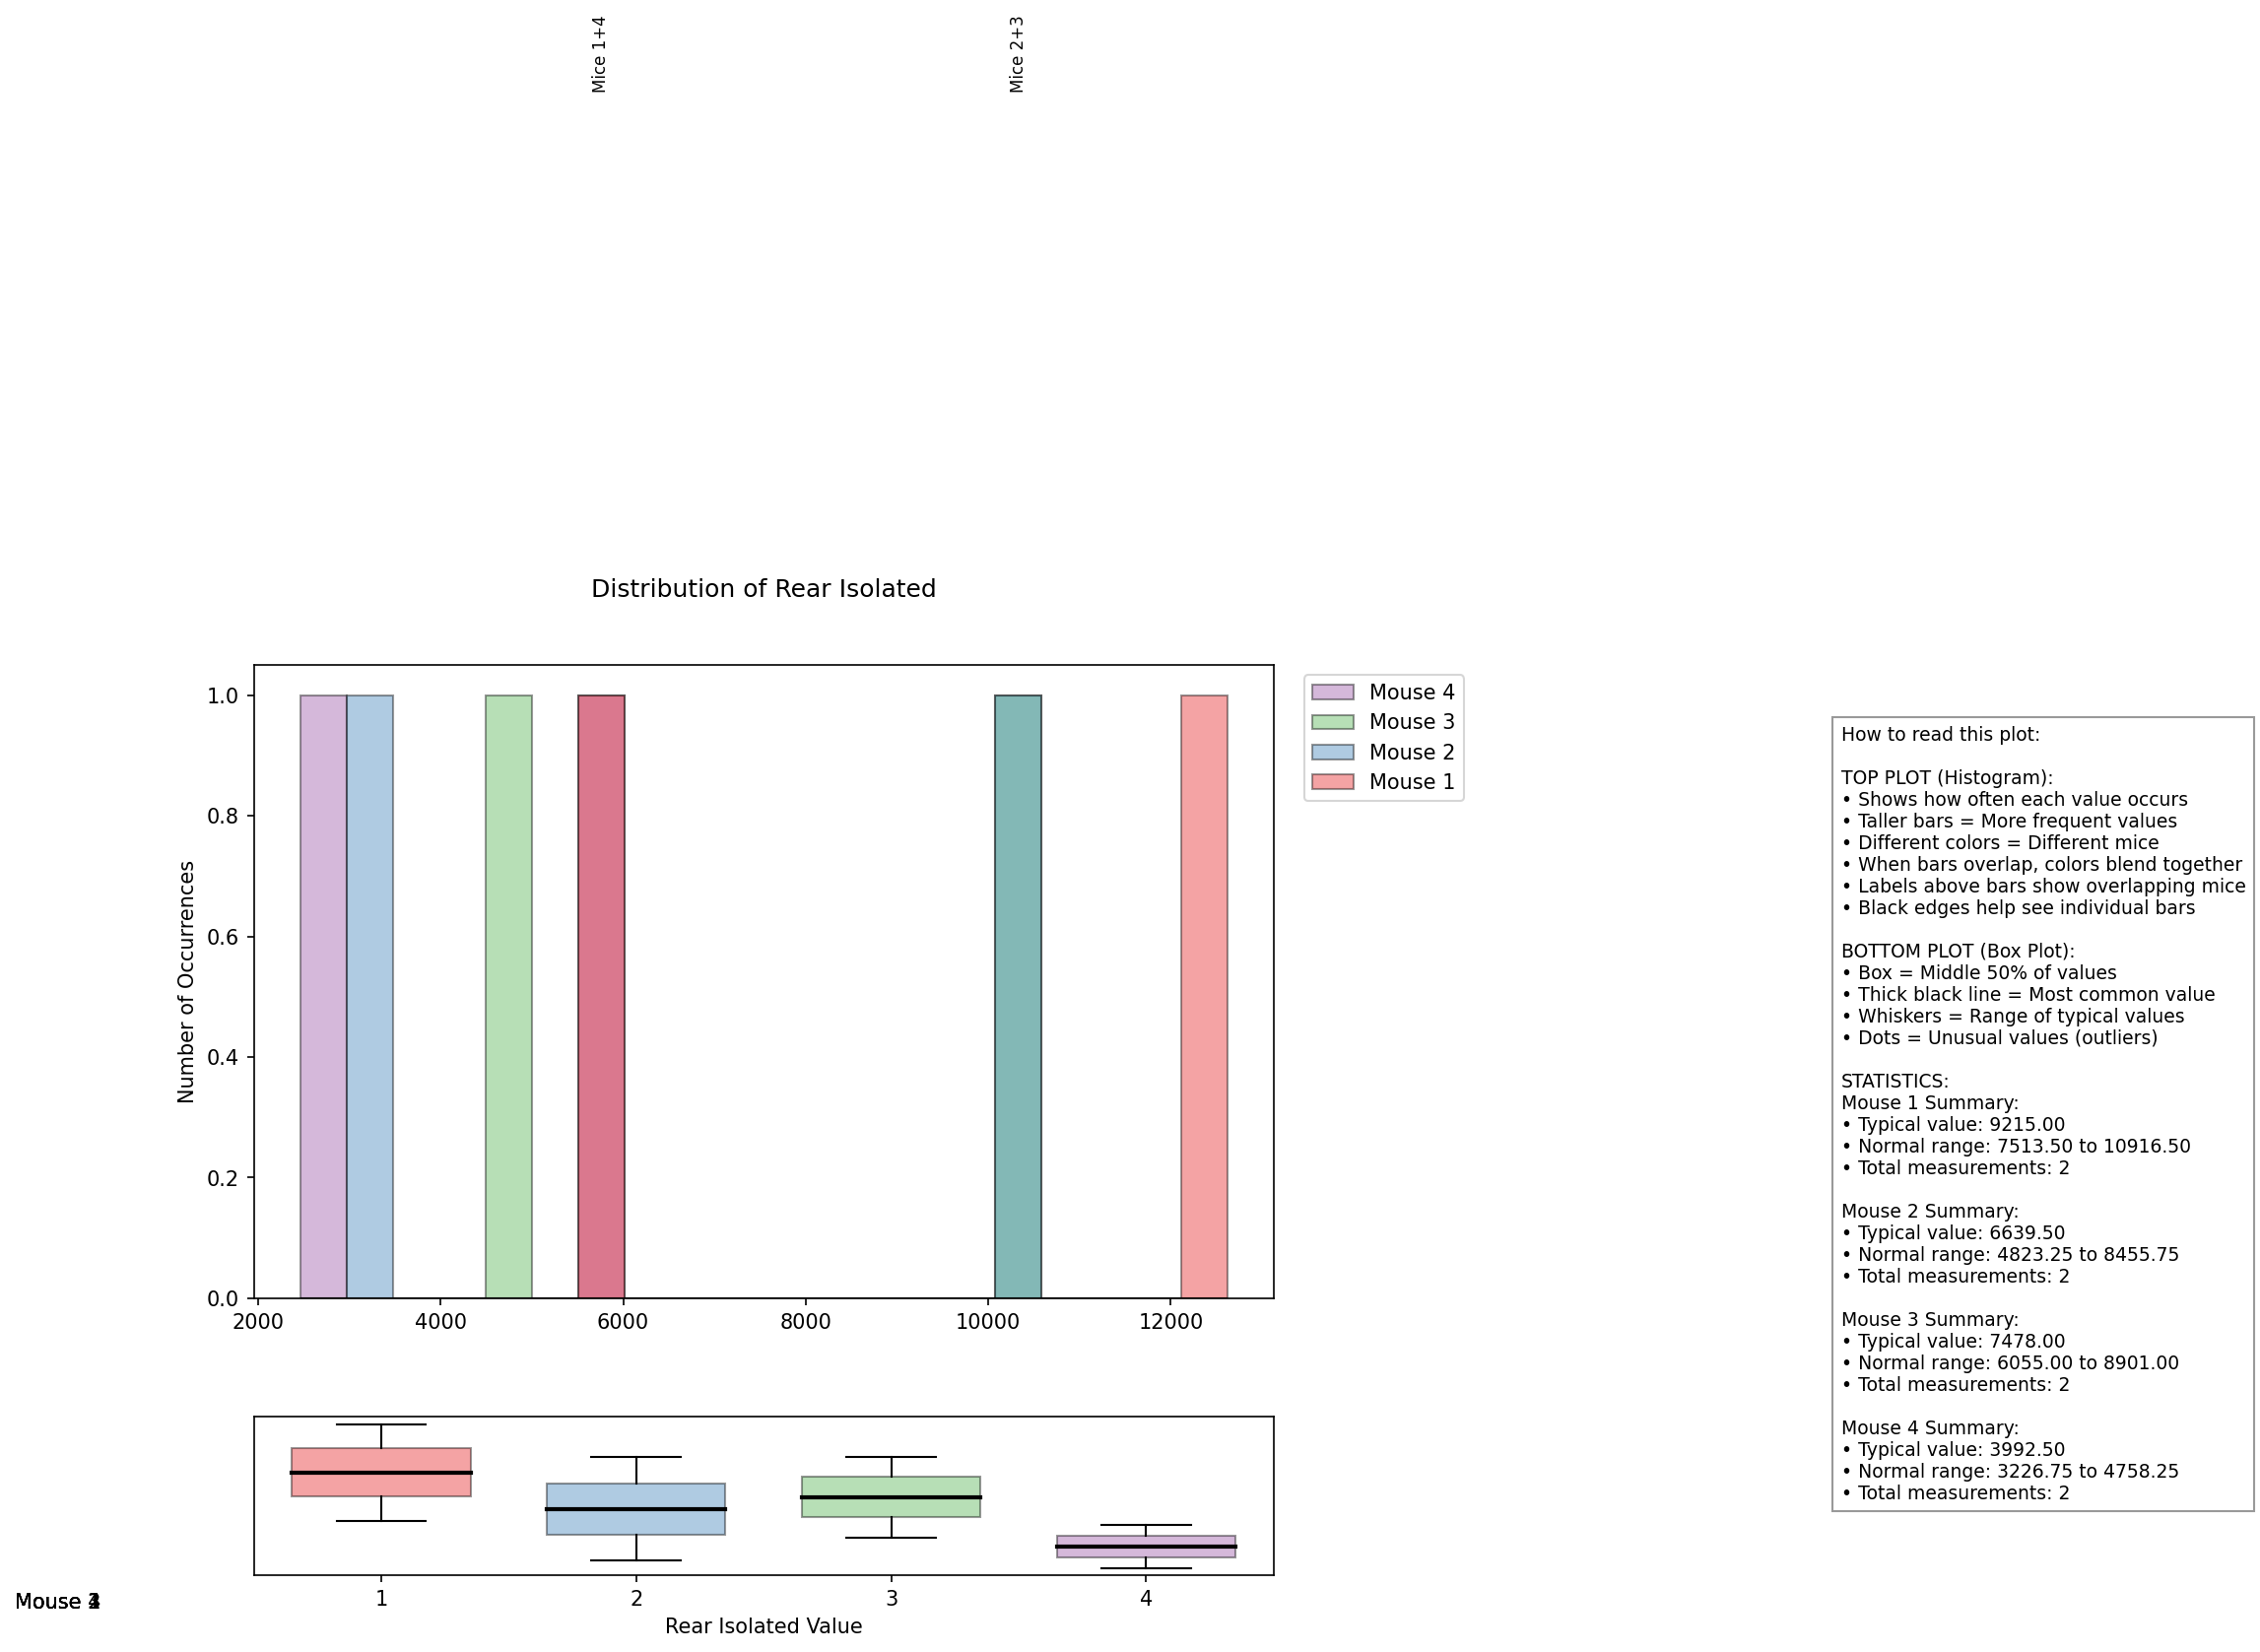 Mice 1+4
Mice 2+3
Distribution of Rear Isolated
Number of Occurrences
1.0
0.8
0.6
0.4
0.2
0.0
2000 4000 6000 8000 10000 12000
Mouse 4
Mouse 3
Mouse 2
Mouse 1
How to read this plot:
TOP PLOT (Histogram):
• Shows how often each value occurs
• Taller bars = More frequent values
• Different colors = Different mice
• When bars overlap, colors blend together
• Labels above bars show overlapping mice
• Black edges help see individual bars
BOTTOM PLOT (Box Plot):
• Box = Middle 50% of values
• Thick black line = Most common value
• Whiskers = Range of typical values
• Dots = Unusual values (outliers)
STATISTICS:
Mouse 1 Summary:
• Typical value: 9215.00
• Normal range: 7513.50 to 10916.50
• Total measurements: 2
Mouse 2 Summary:
• Typical value: 6639.50
• Normal range: 4823.25 to 8455.75
• Total measurements: 2
Mouse 3 Summary:
• Typical value: 7478.00
• Normal range: 6055.00 to 8901.00
• Total measurements: 2
Mouse 4 Summary:
• Typical value: 3992.50
• Normal range: 3226.75 to 4758.25
• Total measurements: 2
Mouse
1 2 3 4
Rear Isolated Value